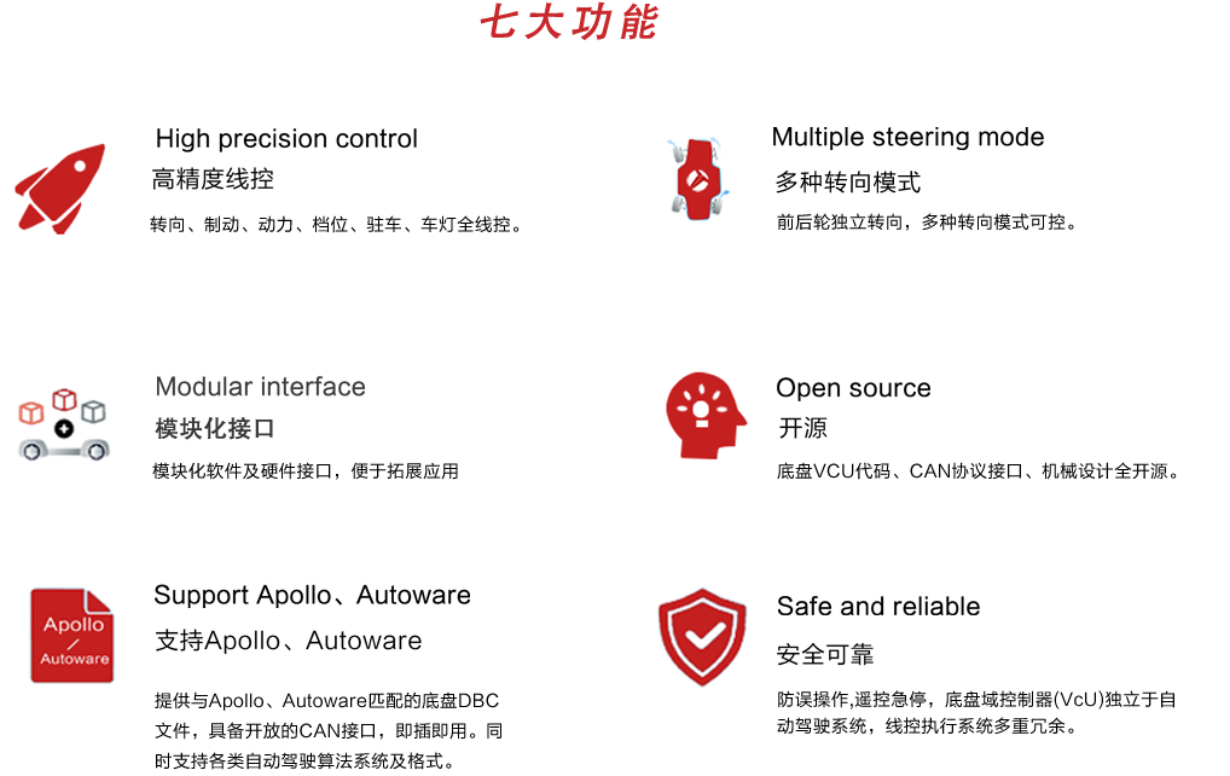 七大功能
High precision control
高精度线控
转向、制动、动力、档位、驻车、车灯全线控。
Multiple steering mode
多种转向模式
前后轮独立转向，多种转向模式可控。
Modular interface
模块化接口
模块化软件及硬件接口，便于拓展应用
Open source
开源
底盘VCU代码、CAN协议接口、机械设计全开源。
Apollo
/
Autoware
Support Apollo、Autoware
支持Apollo、Autoware
提供与Apollo、Autoware匹配的底盘DBC
文件，具备开放的CAN接口，即插即用。同
时支持各类自动驾驶算法系统及格式。
Safe and reliable
安全可靠
防误操作,遥控急停，底盘域控制器(VcU)独立于自
动驾驶系统，线控执行系统多重冗余。